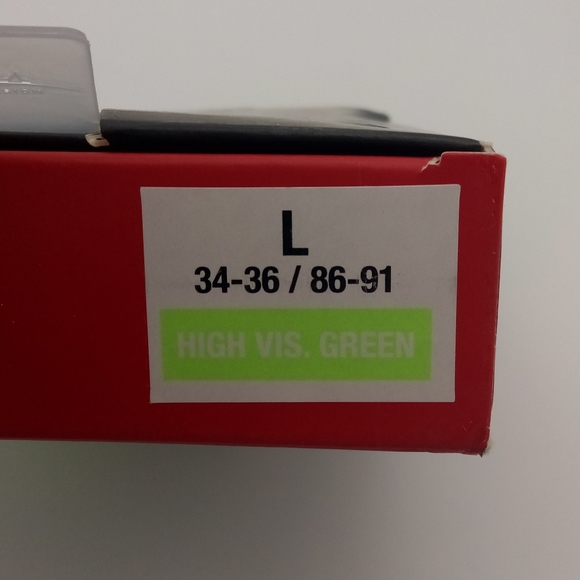 L
34-36 / 86-91
HIGH VIS. GREEN